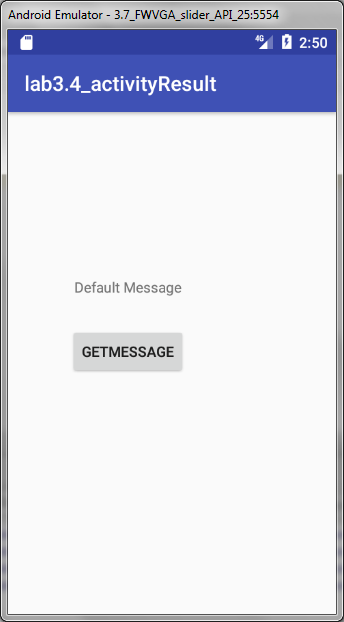 Android Emulator - 3.7_FWVGA_slider_API_25:5554
4G 2:50
lab3.4_activityResult
Default Message
GETMESSAGE